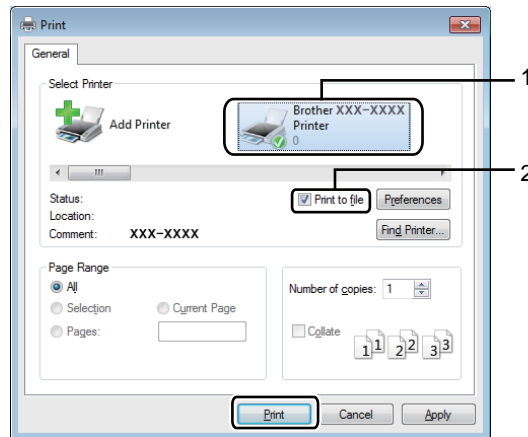 Print
General
Select Printer
Add Printer
Brother XXX-XXXX
Printer
0
1
Status:
Location:
Comment: XXX-XXXX
Print to file
Preferences
Find Printer...
2
Page Range
All
Selection
Current Page
Pages:
Number of copies: 1
Collate
1 1 2 2 3 3
Print
Cancel
Apply